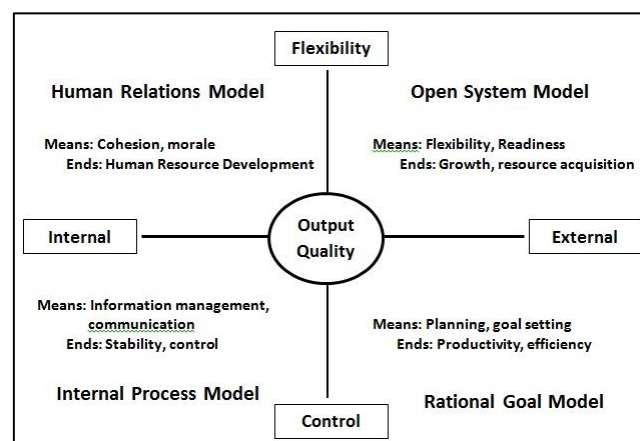 Flexibility
Human Relations Model
Open System Model
Means: Cohesion, morale
Ends: Human Resource Development
Means: Flexibility, Readiness
Ends: Growth, resource acquisition
Internal
Output
Quality
External
Means: Information management,
communication
Ends: Stability, control
Means: Planning, goal setting
Ends: Productivity, efficiency
Internal Process Model
Rational Goal Model
Control